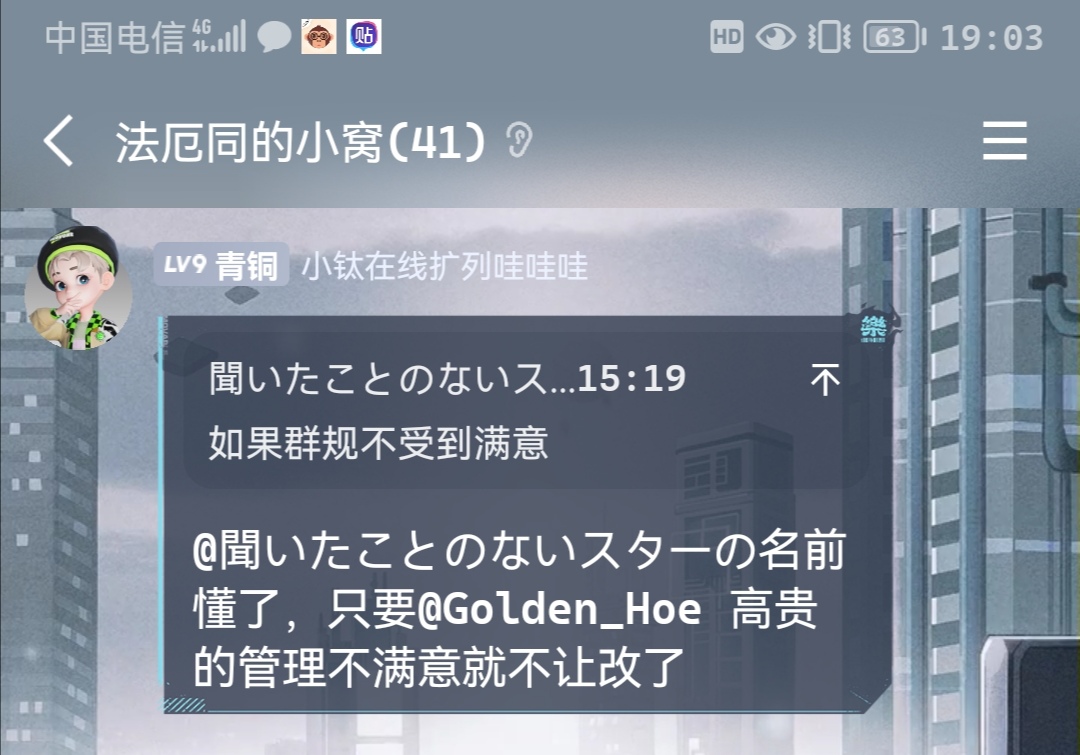 中国电信 4G 贴 HD 63 19:03
法厄同的小窝(41)
LV9 青铜 小钛在线扩列哇哇哇
樂
聞いたことのないス...15:19
如果群规不受到满意
@聞いたことのないスターの名前
懂了，只要@Golden_Hoe 高贵
的管理不满意就不让改了